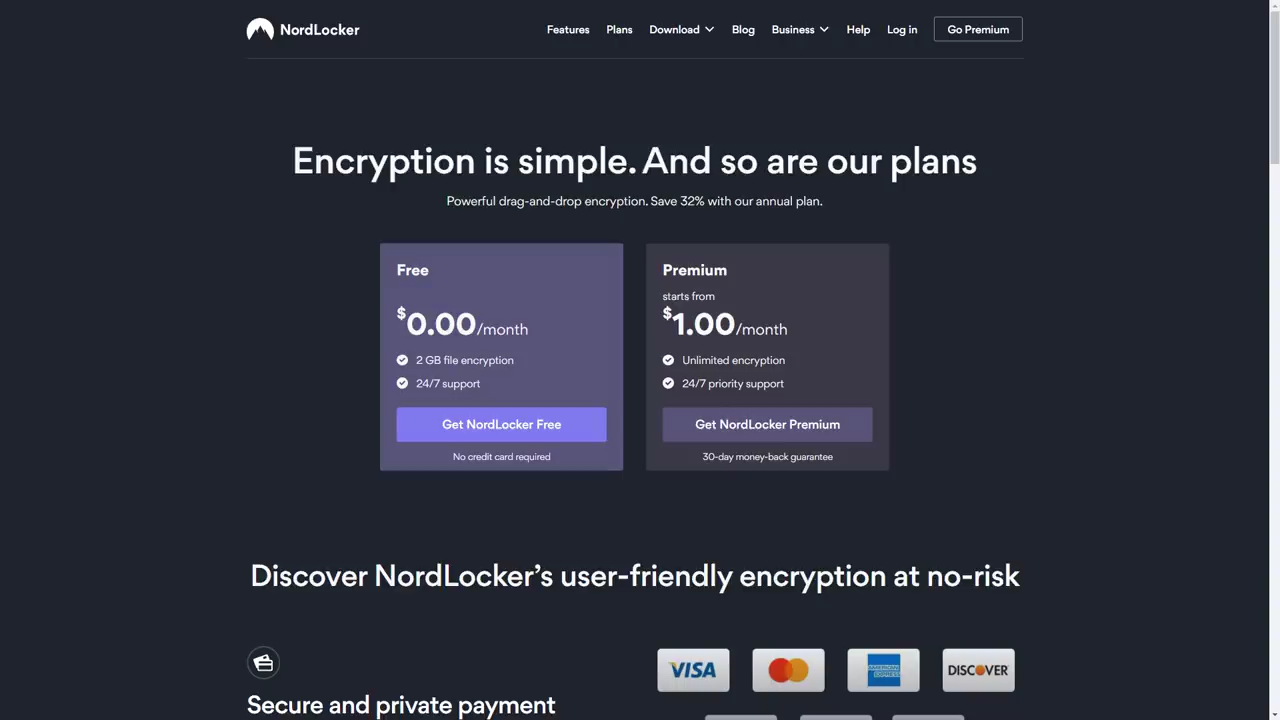 NordLocker
Features Plans Download Blog Business Help Log in Go Premium
Encryption is simple. And so are our plans
Powerful drag-and-drop encryption. Save 32% with our annual plan.
Free
$0.00/month
2 GB file encryption
24/7 support
Get NordLocker Free
No credit card required
Premium
starts from
$1.00/month
Unlimited encryption
24/7 priority support
Get NordLocker Premium
30-day money-back guarantee
Discover NordLocker’s user-friendly encryption at no-risk
Secure and private payment
VISA
AMERICAN EXPRESS
DISCOVER